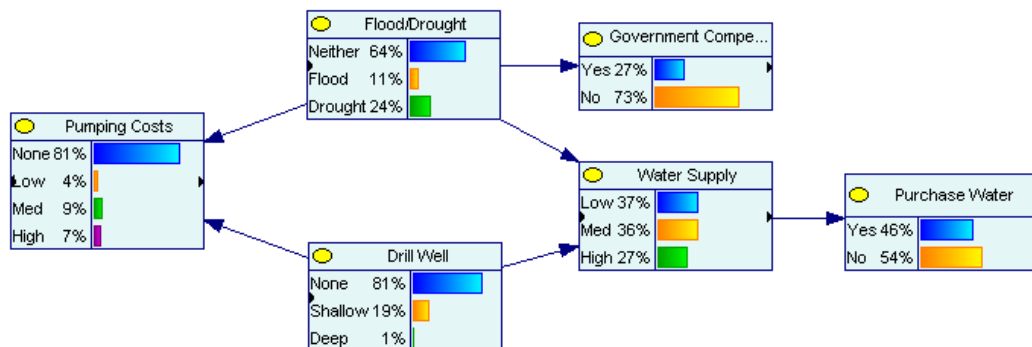 Flood/Drought
Neither 64%
Flood 11%
Drought 24%
Government Compe...
Yes 27%
No 73%
Pumping Costs
None 81%
Low 4%
Med 9%
High 7%
Water Supply
Low 37%
Med 36%
High 27%
Purchase Water
Yes 46%
No 54%
Drill Well
None 81%
Shallow 19%
Deep 1%